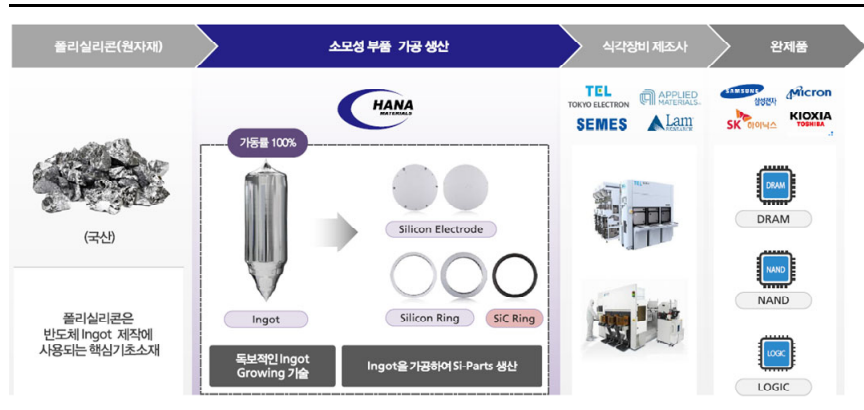 폴리실리콘(원자재)
소모성 부품 가공 생산
식각장비 제조사
완제품
(국산)
폴리실리콘은
반도체 Ingot 제작에
사용되는 핵심기초소재
HANA
MATERIALS
가동률 100%
Ingot
Silicon Electrode
Silicon Ring
SiC Ring
독보적인 Ingot
Growing 기술
Ingot을 가공하여 Si-Parts 생산
TEL
TOKYO ELECTRON
APPLIED
MATERIALS
SEMES
Lam
RESEARCH
SAMSUNG
삼성전자
Micron
SK 하이닉스
KIOXIA
TOSHIBA
DRAM
DRAM
NAND
NAND
LOGIC
LOGIC